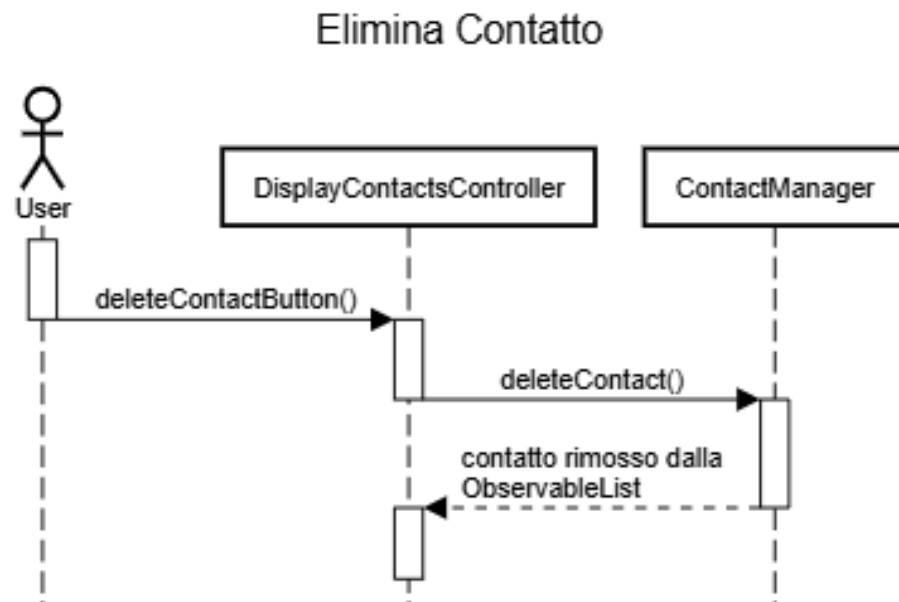 Elimina Contatto
User
DisplayContactsController
ContactManager
deleteContactButton()
deleteContact()
contatto rimosso dalla
ObservableList